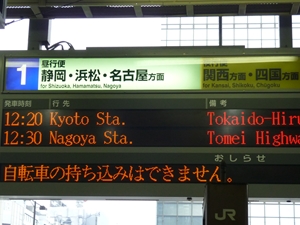 1
昼行便
静岡・浜松・名古屋方面
for Shizuoka, Hamamatsu, Nagoya
関西方面・四国方面
for Kansai, Shikoku, Chūgoku
発車時刻 行先 備考
12:20 Kyoto Sta. Tokaido-Hiru
12:30 Nagoya Sta. Tomei Highwa
おしらせ
自転車の持ち込みはできません。
JR